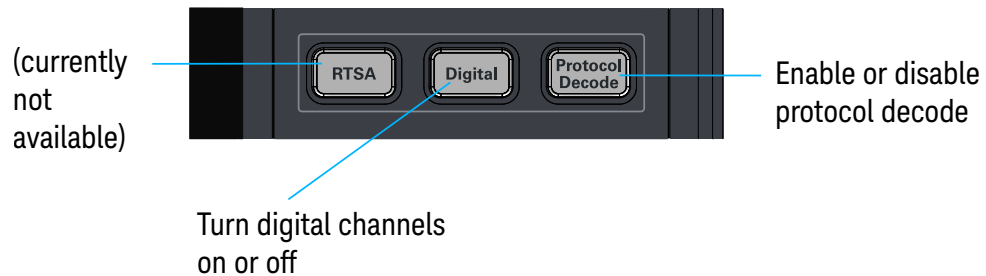 (currently
not
available)
RTSA
Digital
Protocol
Decode
Enable or disable
protocol decode
Turn digital channels
on or off